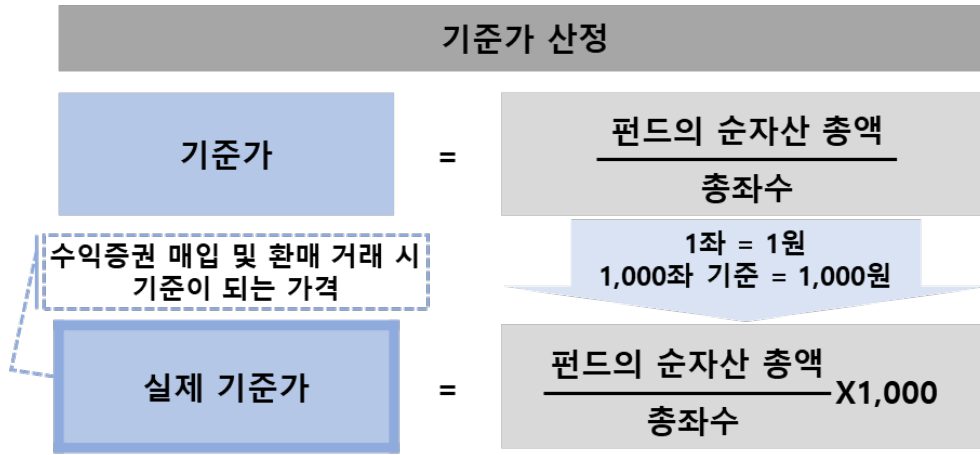 기준가 산정
기준가
=
펀드의 순자산 총액
총좌수
수익증권 매입 및 환매 거래 시
기준이 되는 가격
1좌 = 1원
1,000좌 기준 = 1,000원
실제 기준가
=
펀드의 순자산 총액
총좌수
X1,000